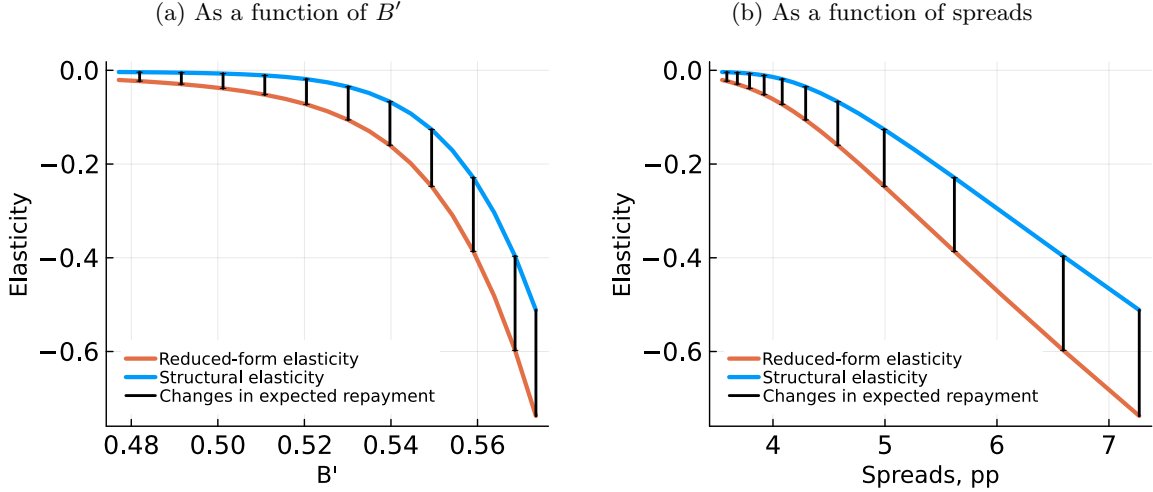 (a) As a function of B′
0.0
−0.2
−0.4
−0.6
Elasticity
Reduced-form elasticity
Structural elasticity
Changes in expected repayment
0.48 0.50 0.52 0.54 0.56
B'
(b) As a function of spreads
0.0
−0.2
−0.4
−0.6
Elasticity
Reduced-form elasticity
Structural elasticity
Changes in expected repayment
4 5 6 7
Spreads, pp